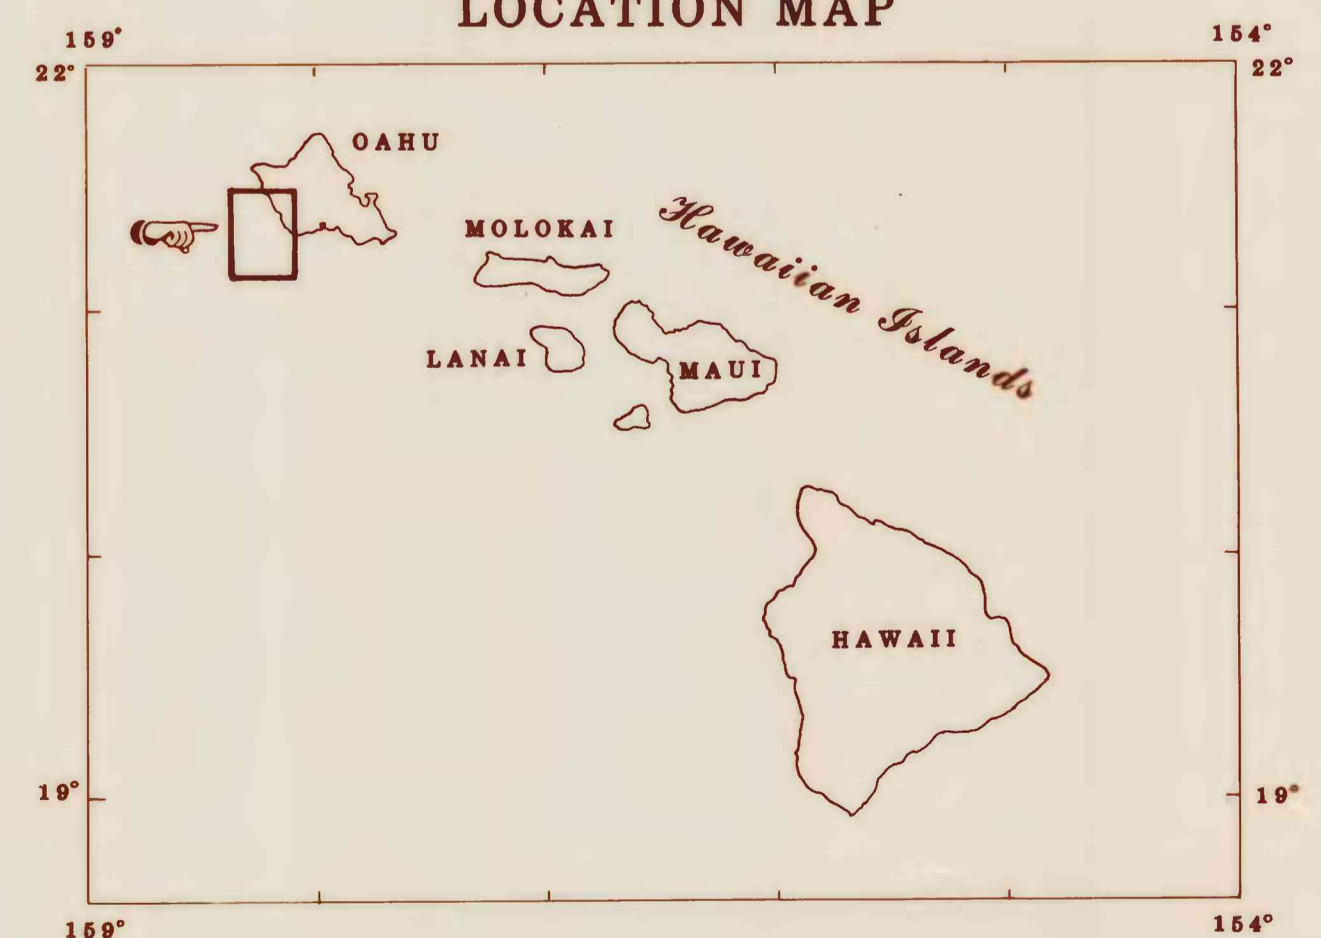 LOCATION MAP
159° 154°
22° 22°
OAHU
MOLOKAI
Hawaiian Islands
LANAI
MAUI
HAWAII
19° 19°
159° 154°